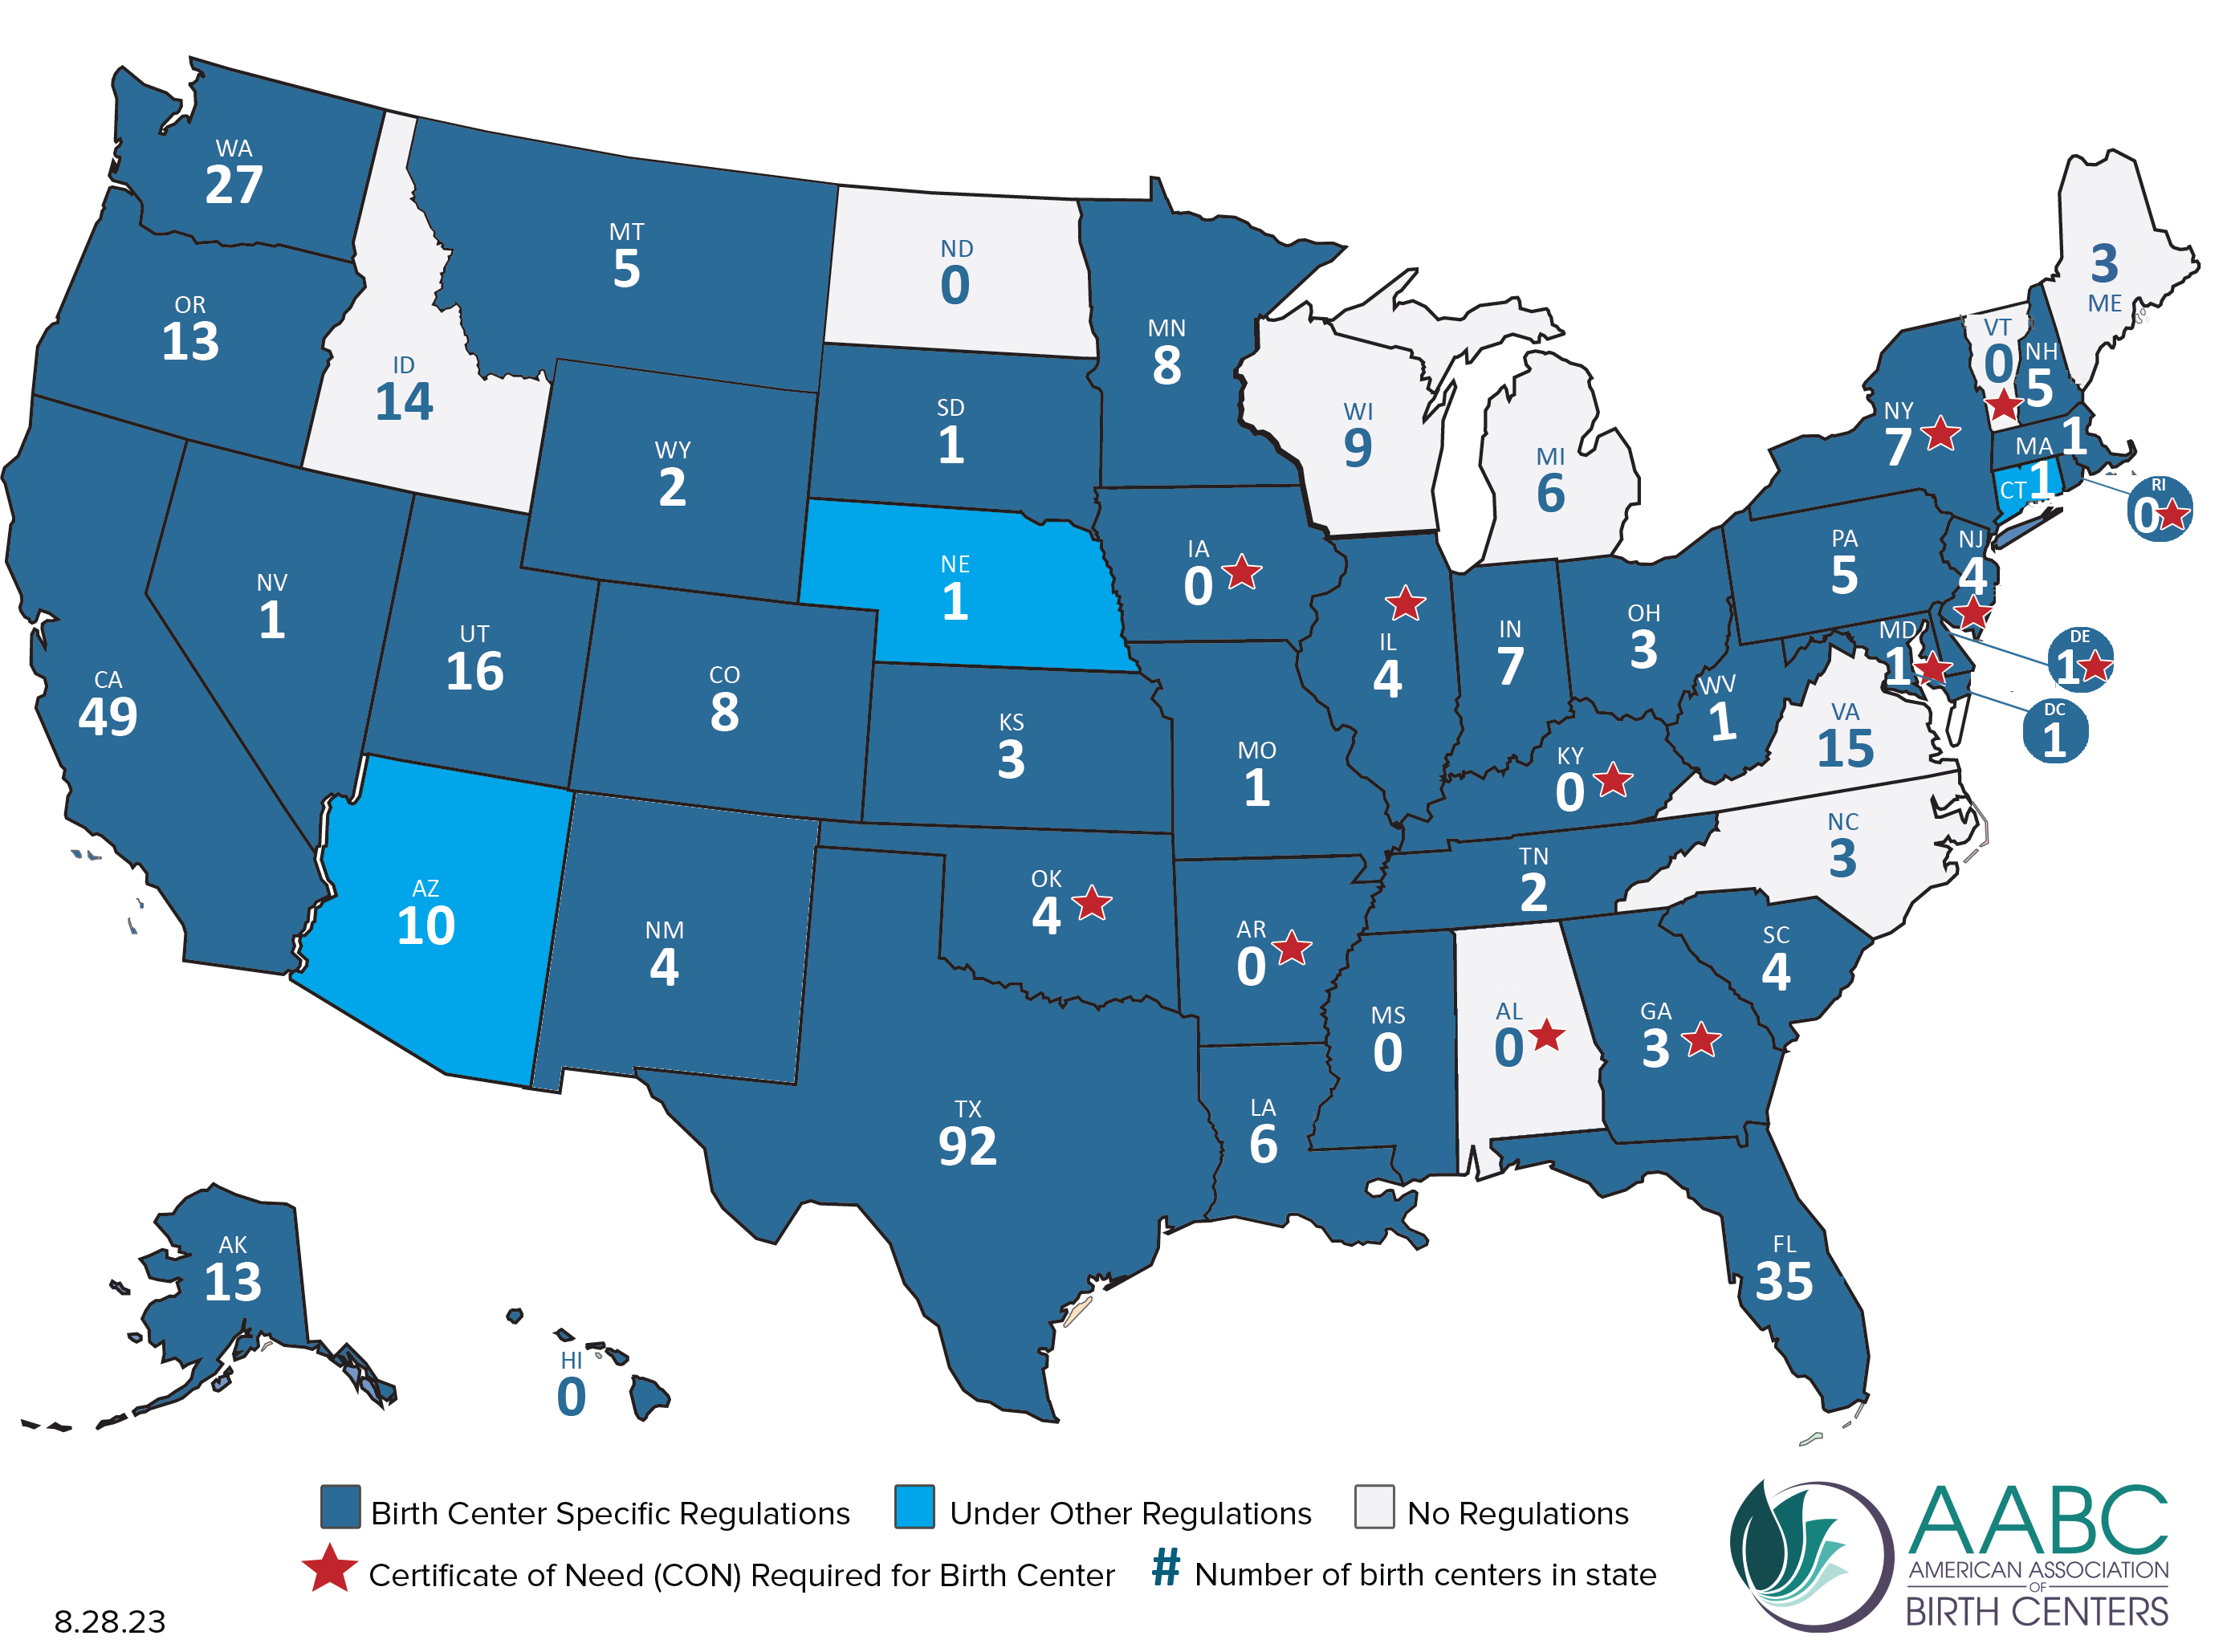 WA
27
MT
5
ND
0
MN
8
3
ME
OR
13
ID
14
VT
0
NH
5
SD
1
WI
9
NY
7
MI
6
MA 1
CT 1
RI
0
WY
2
NE
1
IA
0
PA
5
NJ
4
NV
1
UT
16
CO
8
IL
4
IN
7
OH
3
MD
1
DE
1
CA
49
KS
3
MO
1
WV
1
VA
15
DC
1
KY
0
NC
3
AZ
10
NM
4
OK
4
AR
0
TN
2
SC
4
MS
0
AL
0
GA
3
TX
92
LA
6
AK
13
HI
0
FL
35
Birth Center Specific Regulations Under Other Regulations No Regulations
Certificate of Need (CON) Required for Birth Center # Number of birth centers in state
8.28.23
AABC
AMERICAN ASSOCIATION
OF
BIRTH CENTERS